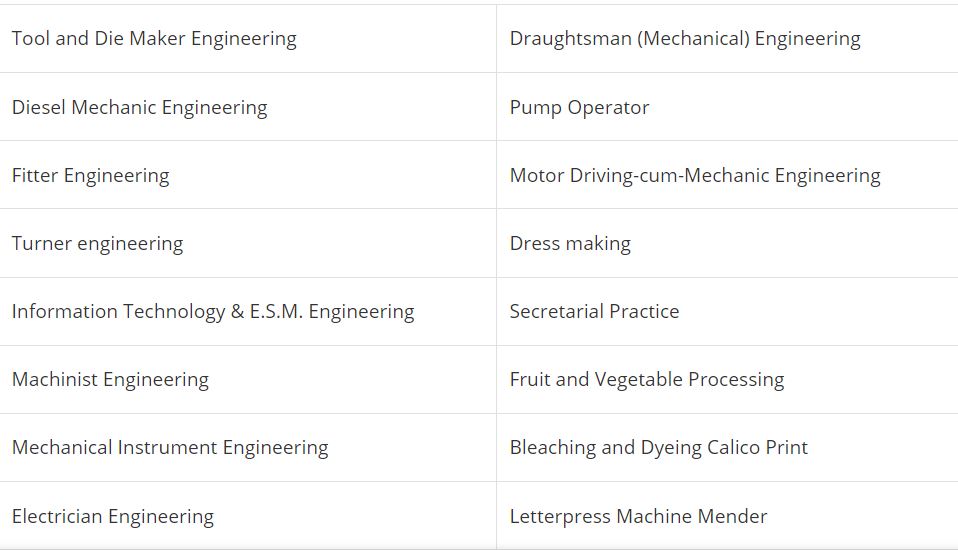 Tool and Die Maker Engineering
Draughtsman (Mechanical) Engineering
Diesel Mechanic Engineering
Pump Operator
Fitter Engineering
Motor Driving-cum-Mechanic Engineering
Turner engineering
Dress making
Information Technology & E.S.M. Engineering
Secretarial Practice
Machinist Engineering
Fruit and Vegetable Processing
Mechanical Instrument Engineering
Bleaching and Dyeing Calico Print
Electrician Engineering
Letterpress Machine Mender